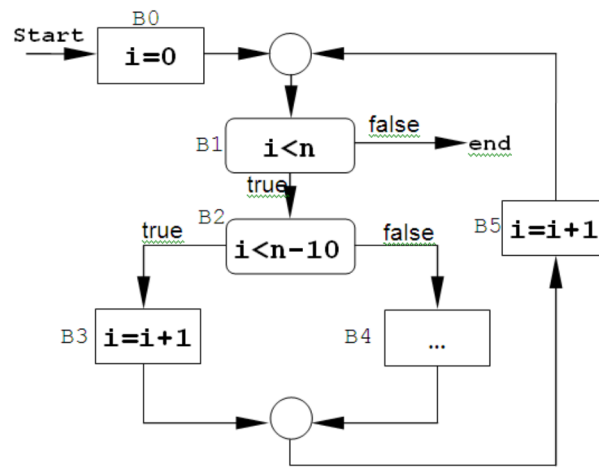 B0
Start
i=0
B1
i<n
false
end
true
B2
true
i<n-10
false
B5
i=i+1
B3
i=i+1
B4
...